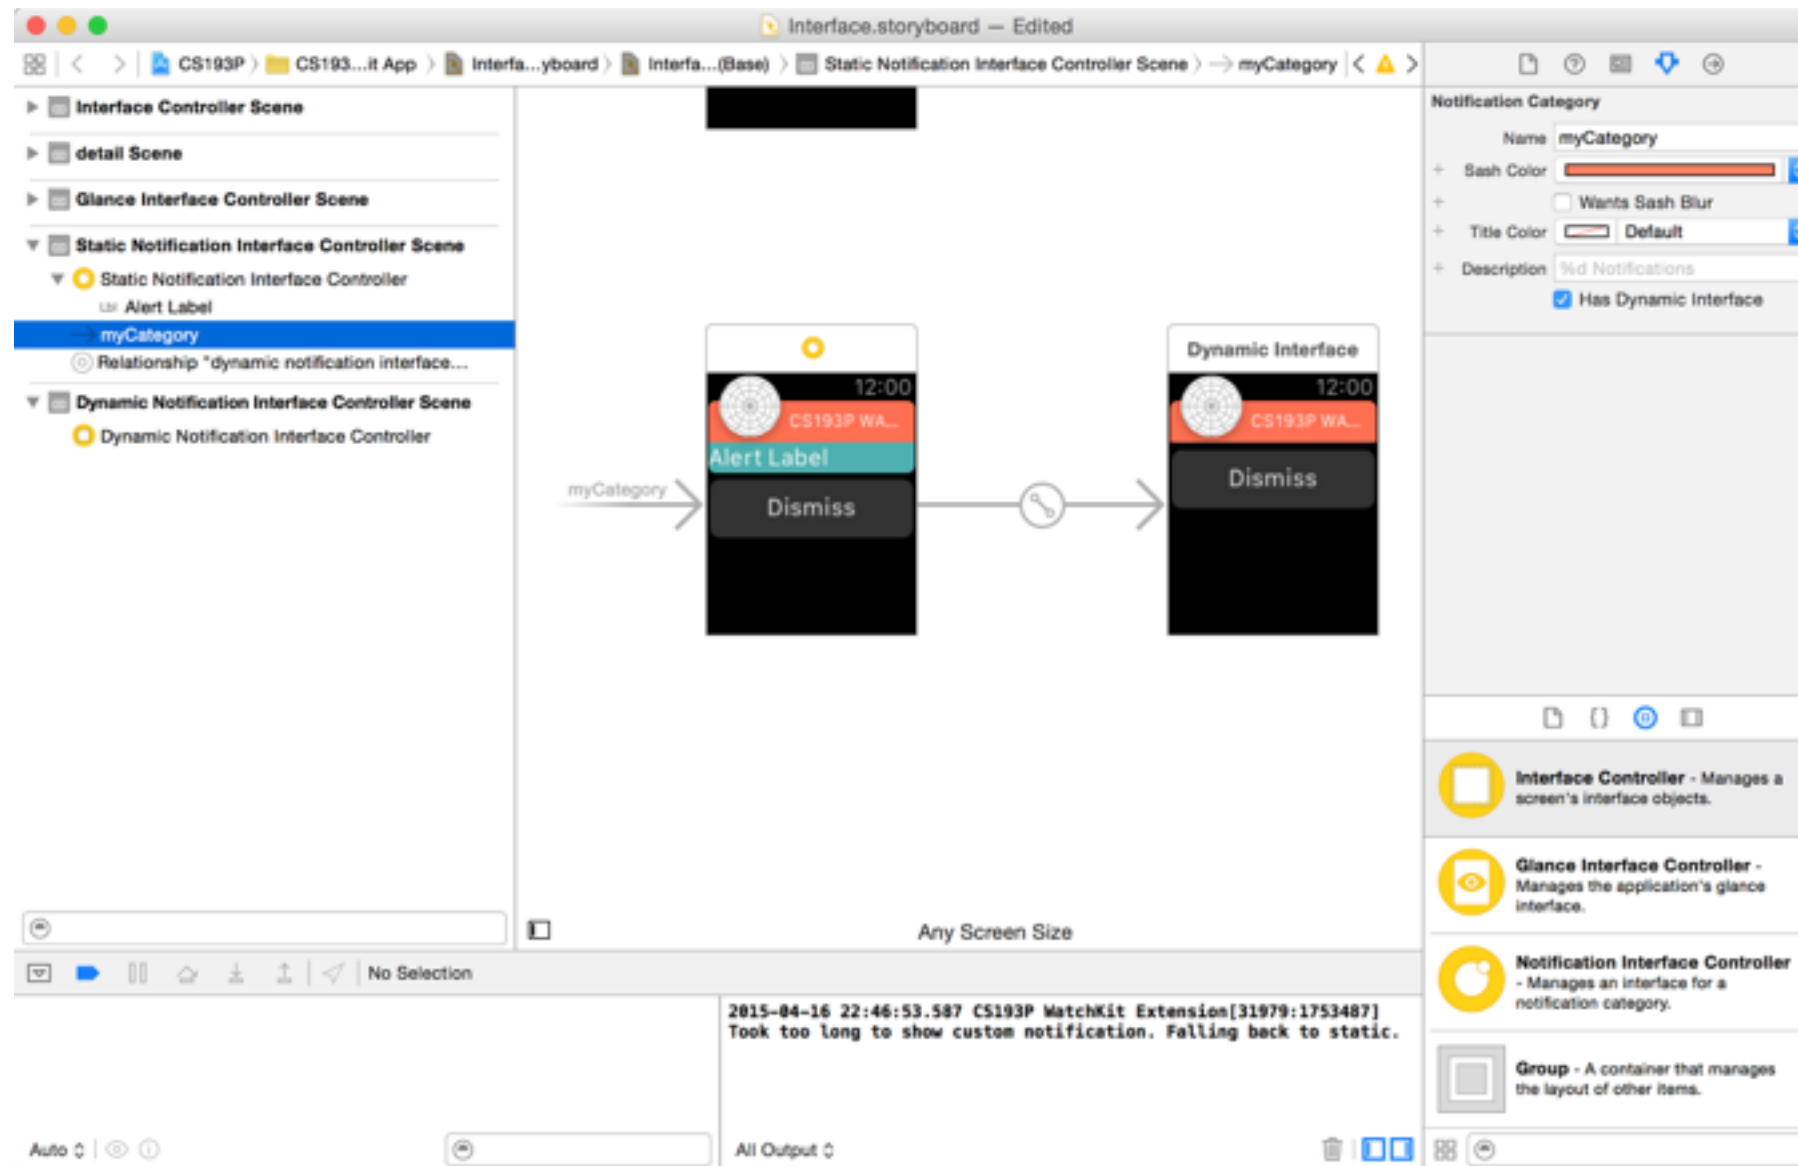 Interface.storyboard — Edited
CS193P
CS193...it App
Interfa...yboard
Interfa...(Base)
Static Notification Interface Controller Scene
myCategory
Interface Controller Scene
detail Scene
Glance Interface Controller Scene
Static Notification Interface Controller Scene
Static Notification Interface Controller
Lbl Alert Label
myCategory
Relationship "dynamic notification interface....
Dynamic Notification Interface Controller Scene
Dynamic Notification Interface Controller
12:00
CS193P WA...
Alert Label
Dismiss
myCategory
Dynamic Interface
12:00
CS193P WA...
Dismiss
Any Screen Size
Notification Category
Name myCategory
+ Sash Color
+ Wants Sash Blur
+ Title Color Default
+ Description %d Notifications
Has Dynamic Interface
{}
Interface Controller - Manages a
screen's interface objects.
Glance Interface Controller -
Manages the application's glance
interface.
Notification Interface Controller
- Manages an interface for a
notification category.
Group - A container that manages
the layout of other items.
No Selection
2015-04-16 22:46:53.587 CS193P WatchKit Extension[31979:1753487]
Took too long to show custom notification. Falling back to static.
Auto
All Output